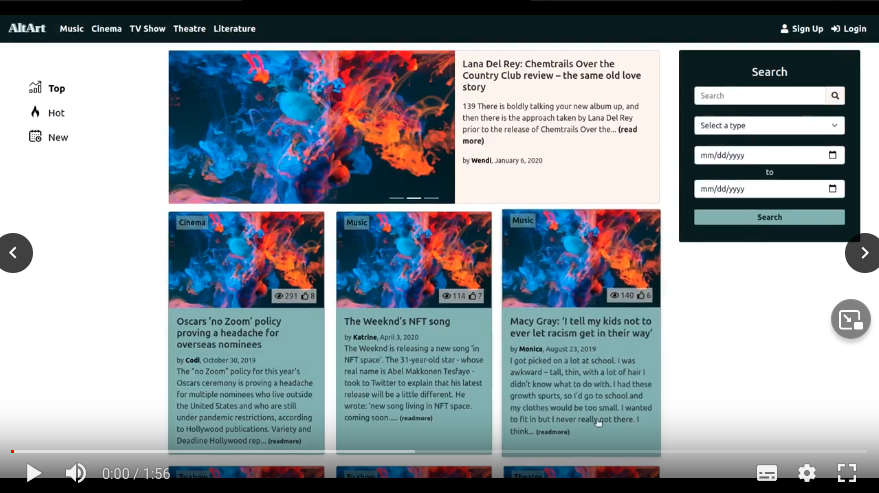 AltArt Music Cinema TV Show Theatre Literature Sign Up Login
Top
Hot
New
Lana Del Rey: Chemtrails Over the
Country Club review – the same old love
story
139 There is boldly talking your new album up, and
then there is the approach taken by Lana Del Rey
prior to the release of Chemtrails Over the... (read
more)
by Wendi, January 6, 2020
Search
Search
Select a type
mm/dd/yyyy
to
mm/dd/yyyy
Search
Cinema
291 8
Oscars 'no Zoom' policy
proving a headache for
overseas nominees
by Codi, October 30, 2019
The "no Zoom" policy for this year's
Oscars ceremony is proving a headache
for multiple nominees who live outside
the United States and who are still
under pandemic restrictions, according
to Hollywood publications. Variety and
Deadline Hollywood rep... (readmore)
Music
114 7
The Weeknd's NFT song
by Katrine, April 3, 2020
The Weeknd is releasing a new song 'in
NFT space'. The 31-year-old star - whose
real name is Abel Makkonen Tesfaye -
took to Twitter to explain that his latest
release will be a little different. He
wrote: 'new song living in NFT space.
coming soon.... (readmore)
Music
140 6
Macy Gray: 'I tell my kids not to
ever let racism get in their way'
by Monica, August 23, 2019
I got picked on a lot at school. I was
awkward – tall, thin, with a lot of hair I
didn't know what to do with. I had these
growth spurts, so I'd go to school and
my clothes would be too small. I wanted
to fit in but I never really got there. I
think... (readmore)
Tv show
Tv show
Theatre
0:00 / 1:56